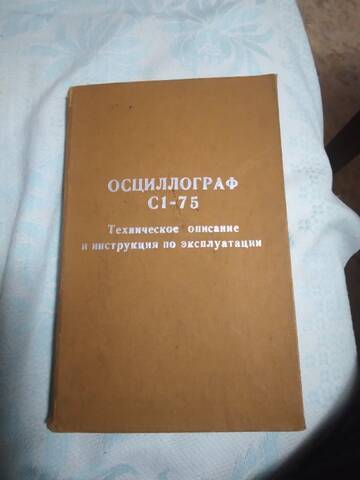 ОСЦИЛЛОГРАФ
С1-75
Техническое описание
и инструкция по эксплуатации